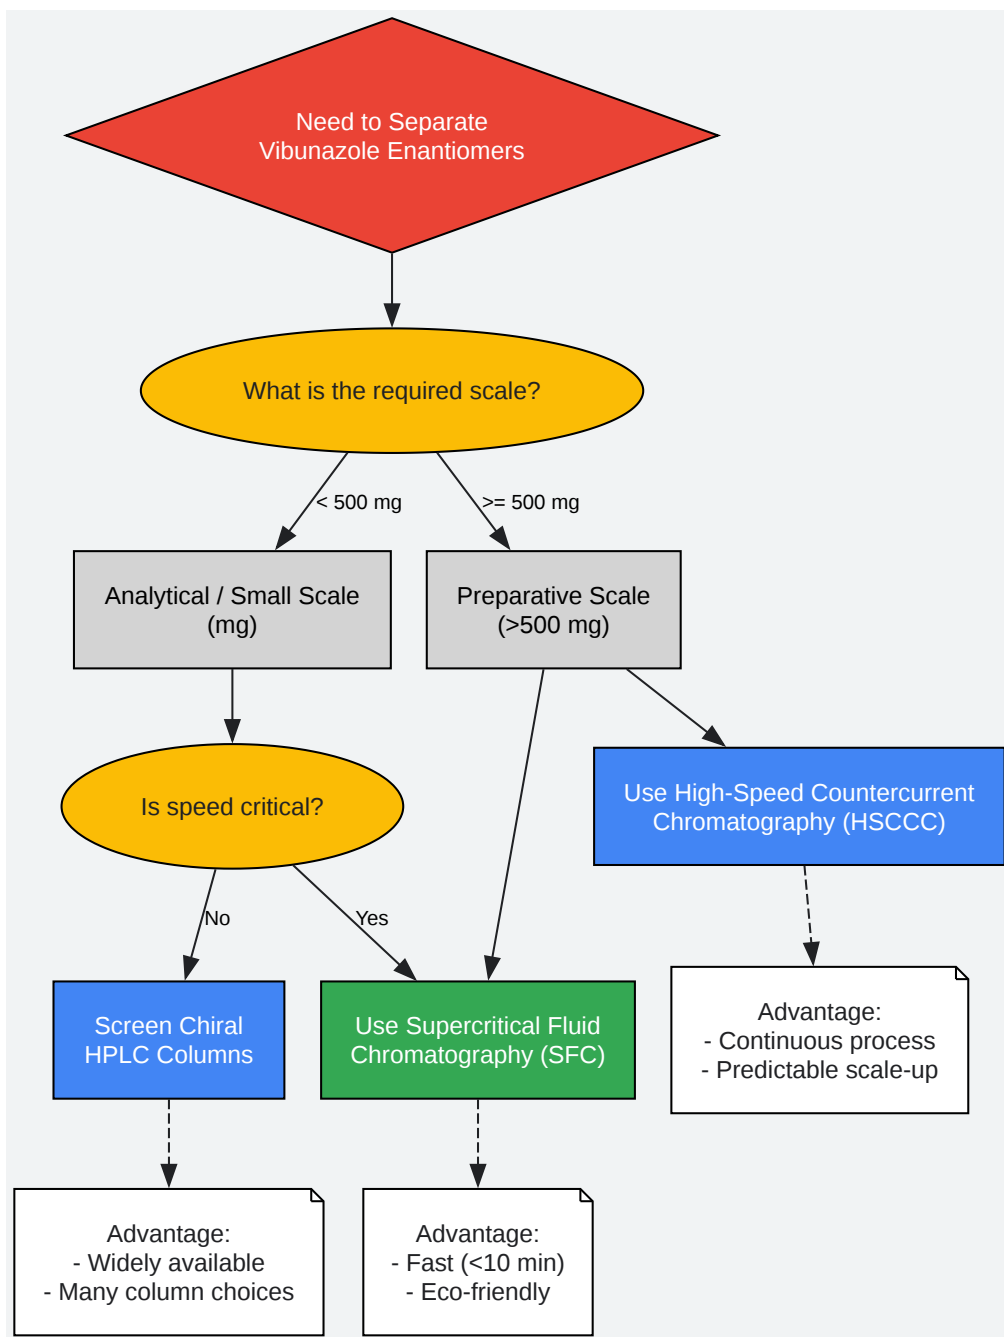 Need to Separate
Vibunazole Enantiomers
What is the required scale?
< 500 mg
>= 500 mg
Analytical / Small Scale
(mg)
Preparative Scale
(>500 mg)
Is speed critical?
Use High-Speed Countercurrent
Chromatography (HSCCC)
No
Yes
Screen Chiral
HPLC Columns
Use Supercritical Fluid
Chromatography (SFC)
Advantage:
- Continuous process
- Predictable scale-up
Advantage:
- Widely available
- Many column choices
Advantage:
- Fast (<10 min)
- Eco-friendly